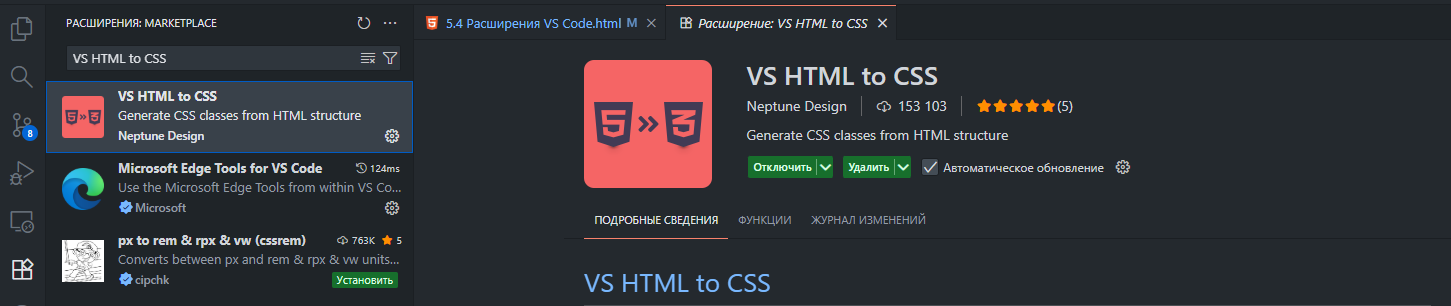 РАСШИРЕНИЯ: MARKETPLACE
VS HTML to CSS
VS HTML to CSS
Generate CSS classes from HTML structure
Neptune Design
8
Microsoft Edge Tools for VS Code 124ms
Use the Microsoft Edge Tools from within VS Co...
Microsoft
px to rem & rpx & vw (cssrem) 763K 5
Converts between px and rem & rpx & vw units...
cipchk Установить
5.4 Расширения VS Code.html M Расширение: VS HTML to CSS
VS HTML to CSS
Neptune Design 153 103 (5)
Generate CSS classes from HTML structure
Отключить Удалить Автоматическое обновление
ПОДРОБНЫЕ СВЕДЕНИЯ ФУНКЦИИ ЖУРНАЛ ИЗМЕНЕНИЙ
VS HTML to CSS